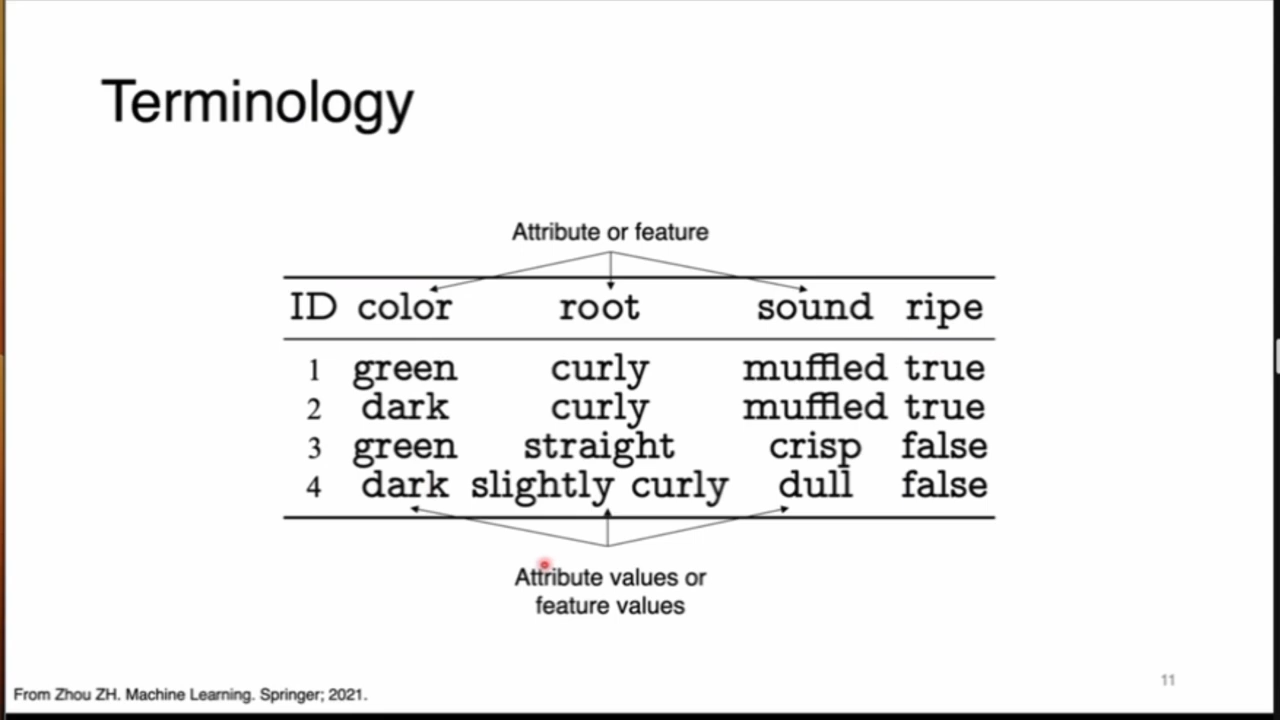 Terminology
Attribute or feature
ID color root sound ripe
1 green curly muffled true
2 dark curly muffled true
3 green straight crisp false
4 dark slightly curly dull false
Attribute values or
feature values
From Zhou ZH. Machine Learning. Springer; 2021.
11